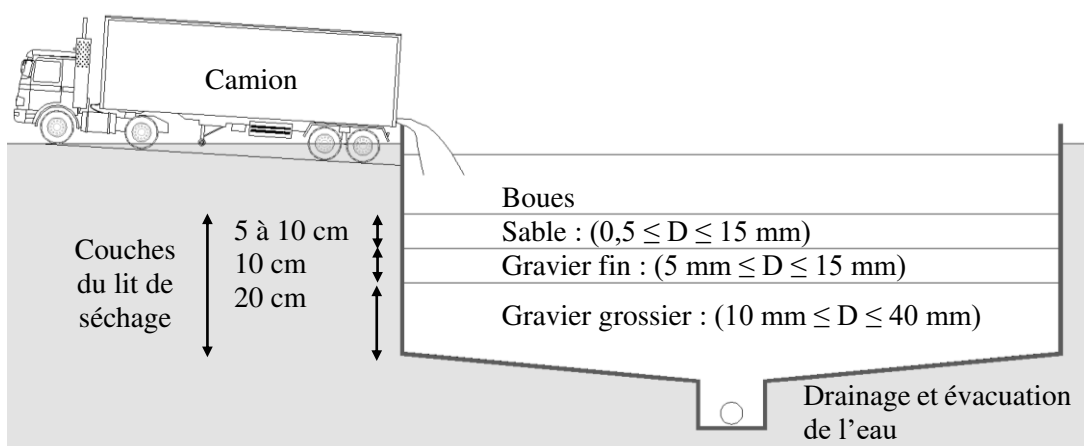 Camion
Boues
5 à 10 cm
Sable : (0,5 ≤ D ≤ 15 mm)
Couches
du lit de
séchage
10 cm
Gravier fin : (5 mm ≤ D ≤ 15 mm)
20 cm
Gravier grossier : (10 mm ≤ D ≤ 40 mm)
Drainage et évacuation
de l’eau